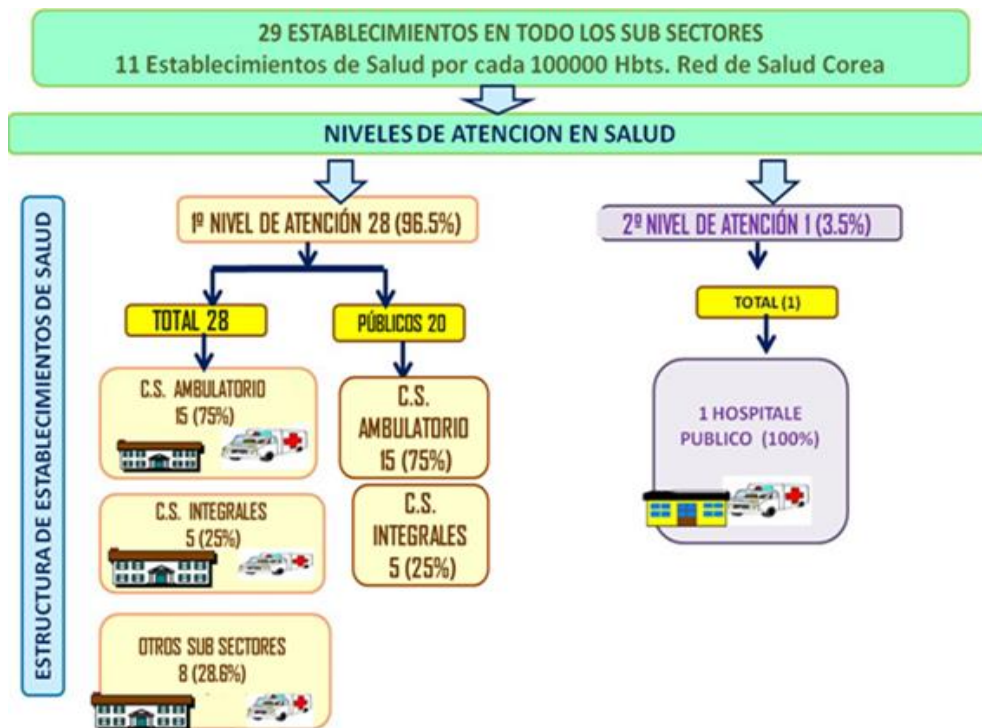 29 ESTABLECIMIENTOS EN TODO LOS SUB SECTORES
11 Establecimientos de Salud por cada 100000 Hbts. Red de Salud Corea
NIVELES DE ATENCION EN SALUD
ESTRUCTURA DE ESTABLECIMIENTOS DE SALUD
1º NIVEL DE ATENCIÓN 28 (96.5%)
TOTAL 28
C.S. AMBULATORIO
15 (75%)
C.S. INTEGRALES
5 (25%)
OTROS SUB SECTORES
8 (28.6%)
PÚBLICOS 20
C.S.
AMBULATORIO
15 (75%)
C.S.
INTEGRALES
5 (25%)
2º NIVEL DE ATENCIÓN 1 (3.5%)
TOTAL (1)
1 HOSPITALE
PUBLICO (100%)